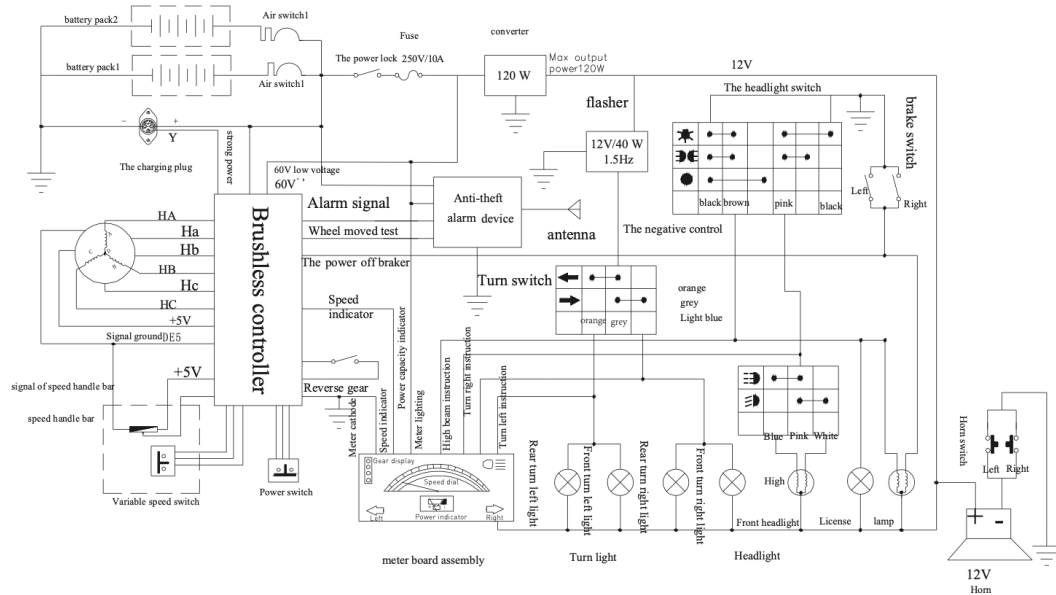 battery pack2
Air switch1
battery pack1
Air switch1
The power lock
Fuse
250V/10A
converter
120 W
Max output
power120W
12V
flasher
12V/40 W
1.5Hz
The headlight switch
black
brown
pink
black
brake switch
Left
Right
The negative control
− +
Y
The charging plug
strong power
60V low voltage
60V``
Brushless controller
Alarm signal
Wheel moved test
Anti-theft
alarm device
antenna
The power off braker
HA
Ha
Hb
HB
Hc
HC
+5V
Signal groundDE5
A
B
C
Turn switch
orange
grey
orange
grey
Light blue
Speed
indicator
Reverse gear
+5V
signal of speed handle bar
speed handle bar
Variable speed switch
Power switch
Meter cathode
Speed indicator
Power capacity indicator
Meter lighting
High beam instruction
Turn right instruction
Turn left instruction
Gear display
Speed dial
Power indicator
Left
Right
meter board assembly
Rear turn left light
Front turn left light
Rear turn right light
Front turn right light
Turn light
Blue
Pink
White
High
Front headlight
License
lamp
Headlight
Horn switch
Left
Right
+ -
12V
Horn